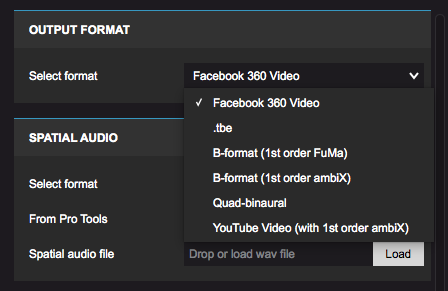 OUTPUT FORMAT
Select format
Facebook 360 Video
✓ Facebook 360 Video
.tbe
B-format (1st order FuMa)
B-format (1st order ambiX)
Quad-binaural
YouTube Video (with 1st order ambiX)
SPATIAL AUDIO
Select format
From Pro Tools
Spatial audio file
Drop or load wav file
Load